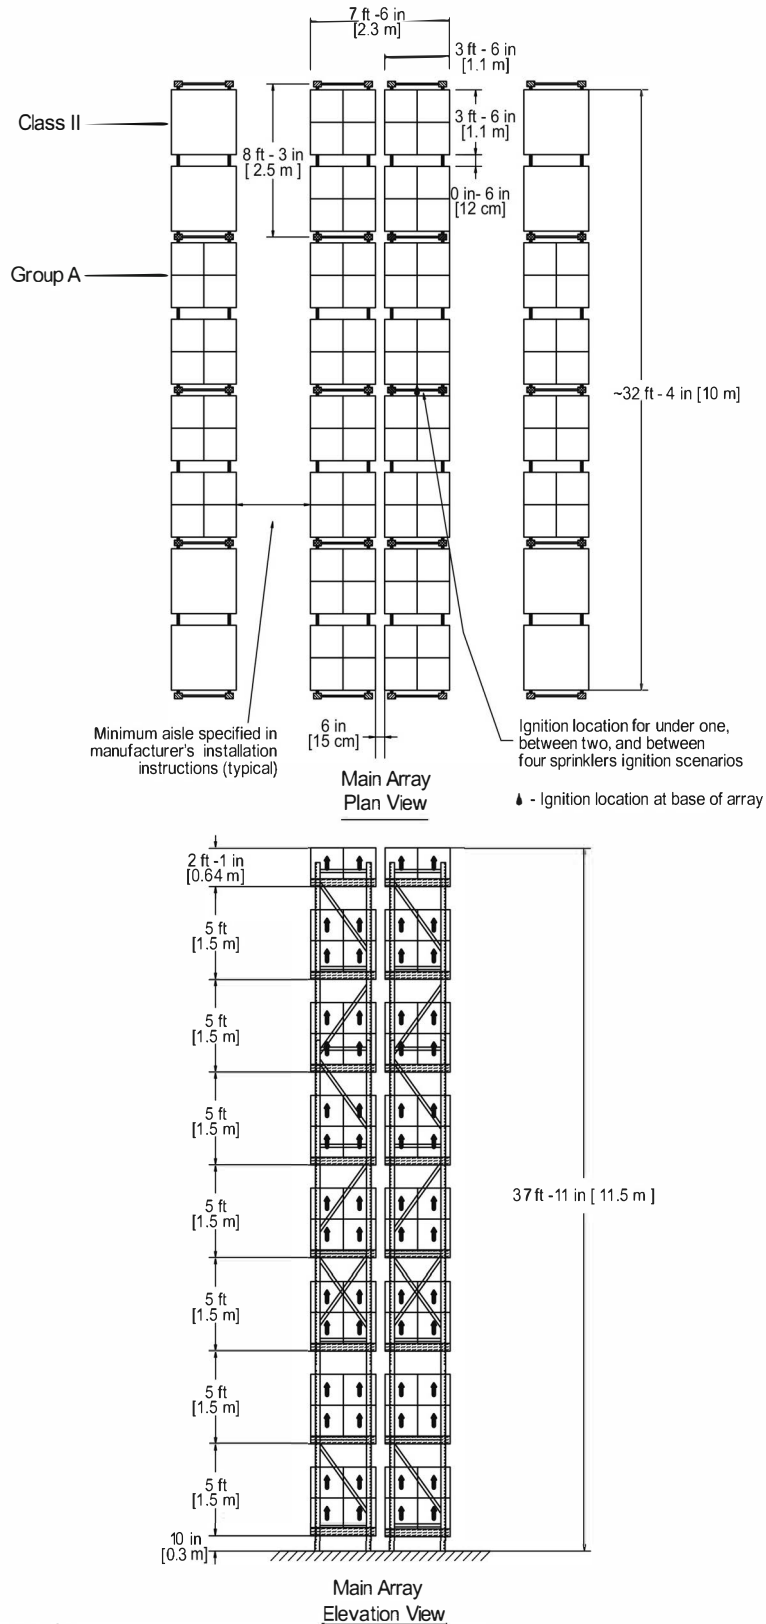 7 ft -6 in
[2.3 m]
3 ft - 6 in
[1.1 m]
Class II
3 ft - 6 in
[1.1 m]
8 ft - 3 in
[ 2.5 m ]
0 in- 6 in
[12 cm]
Group A
~32 ft - 4 in [10 m]
Minimum aisle specified in
manufacturer's installation
instructions (typical)
6 in
[15 cm]
Ignition location for under one,
between two, and between
four sprinklers ignition scenarios
Main Array
Plan View
- Ignition location at base of array
2 ft -1 in
[0.64 m]
5 ft
[1.5 m]
5 ft
[1.5 m]
5 ft
[1.5 m]
5 ft
[1.5 m]
37 ft -11 in [ 11.5 m ]
5 ft
[1.5 m]
5 ft
[1.5 m]
5 ft
[1.5 m]
10 in
[0.3 m]
Main Array
Elevation View